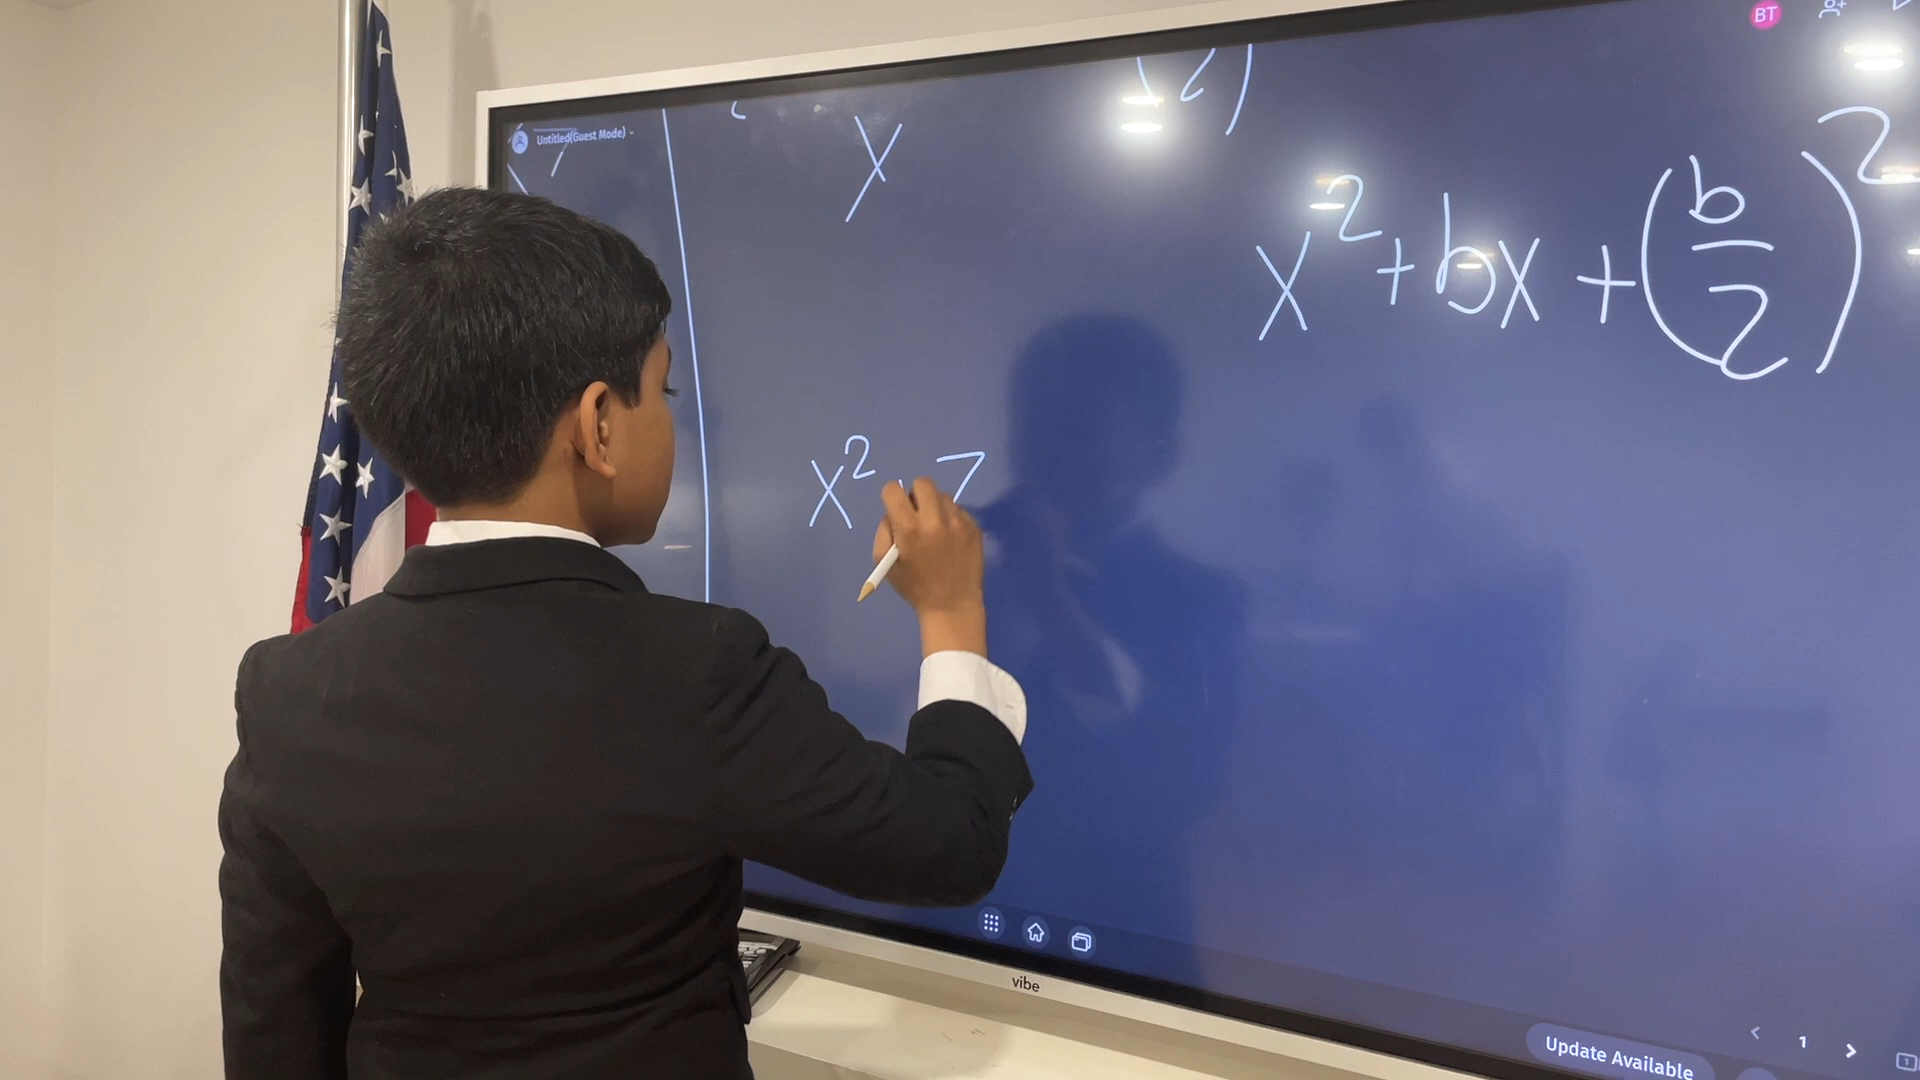 BT
Untitled(Guest Mode)
x
x² + bx + (b/2)²
x² + 7
vibe
1
Update Available